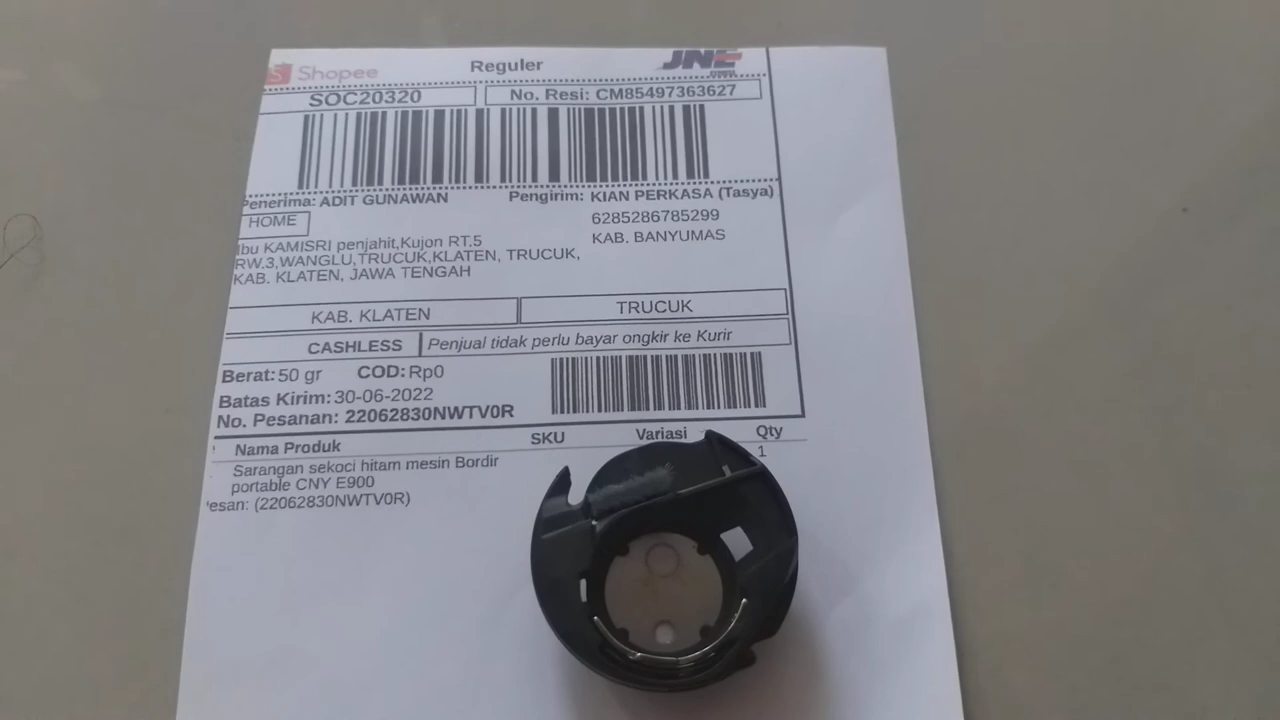 Shopee
Reguler
JNE
SOC20320
No. Resi: CM85497363627
Penerima: ADIT GUNAWAN
Pengirim: KIAN PERKASA (Tasya)
HOME
6285286785299
KAB. BANYUMAS
Ibu KAMISRI penjahit,Kujon RT.5
RW.3,WANGLU,TRUCUK,KLATEN, TRUCUK,
KAB. KLATEN, JAWA TENGAH
KAB. KLATEN
TRUCUK
CASHLESS
Penjual tidak perlu bayar ongkir ke Kurir
Berat: 50 gr
COD: Rp0
Batas Kirim: 30-06-2022
No. Pesanan: 22062830NWTV0R
Nama Produk
SKU
Variasi
Qty
Sarangan sekoci hitam mesin Bordir
1
portable CNY E900
esan: (22062830NWTV0R)